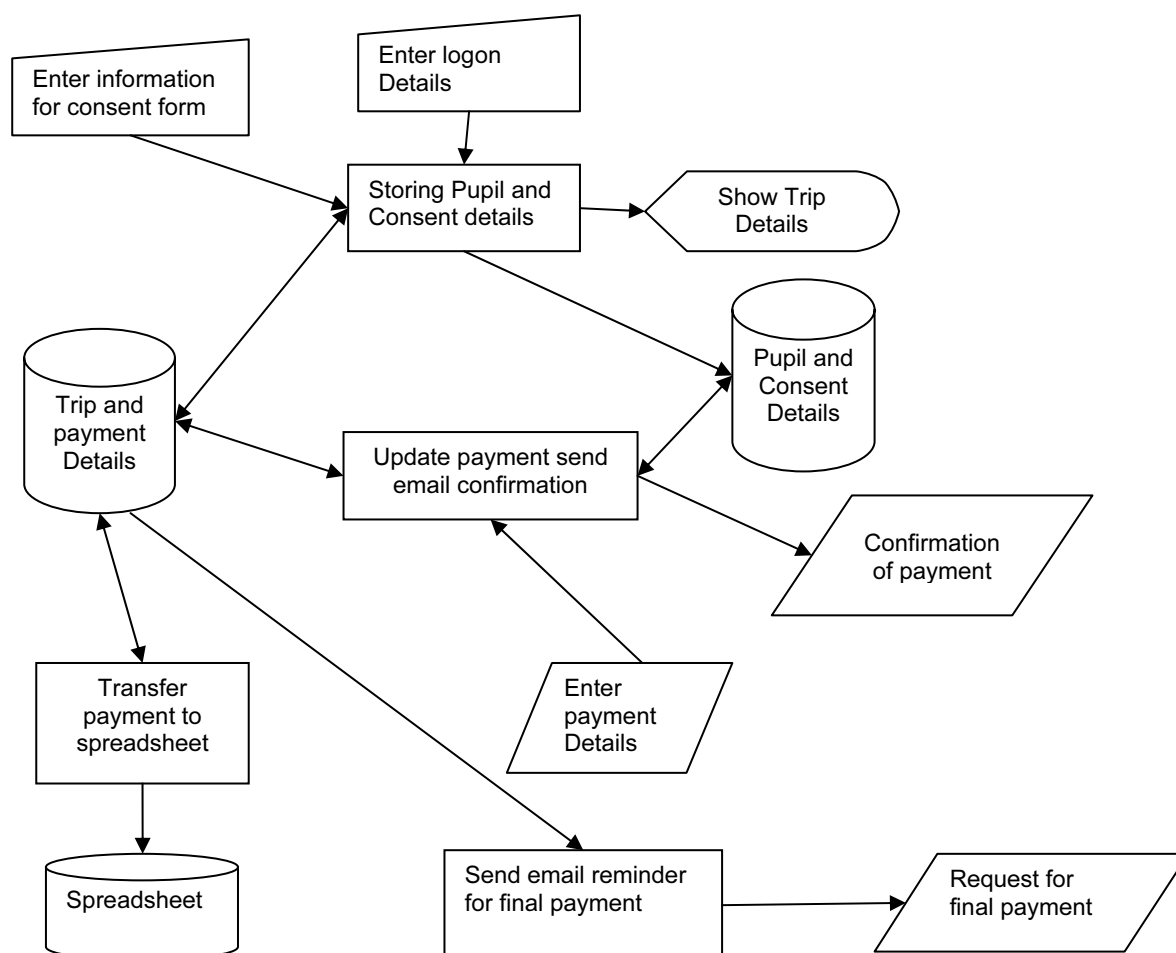 Enter information
for consent form
Enter logon
Details
Storing Pupil and
Consent details
Show Trip
Details
Trip and
payment
Details
Pupil and
Consent
Details
Update payment send
email confirmation
Confirmation
of payment
Transfer
payment to
spreadsheet
Enter
payment
Details
Spreadsheet
Send email reminder
for final payment
Request for
final payment